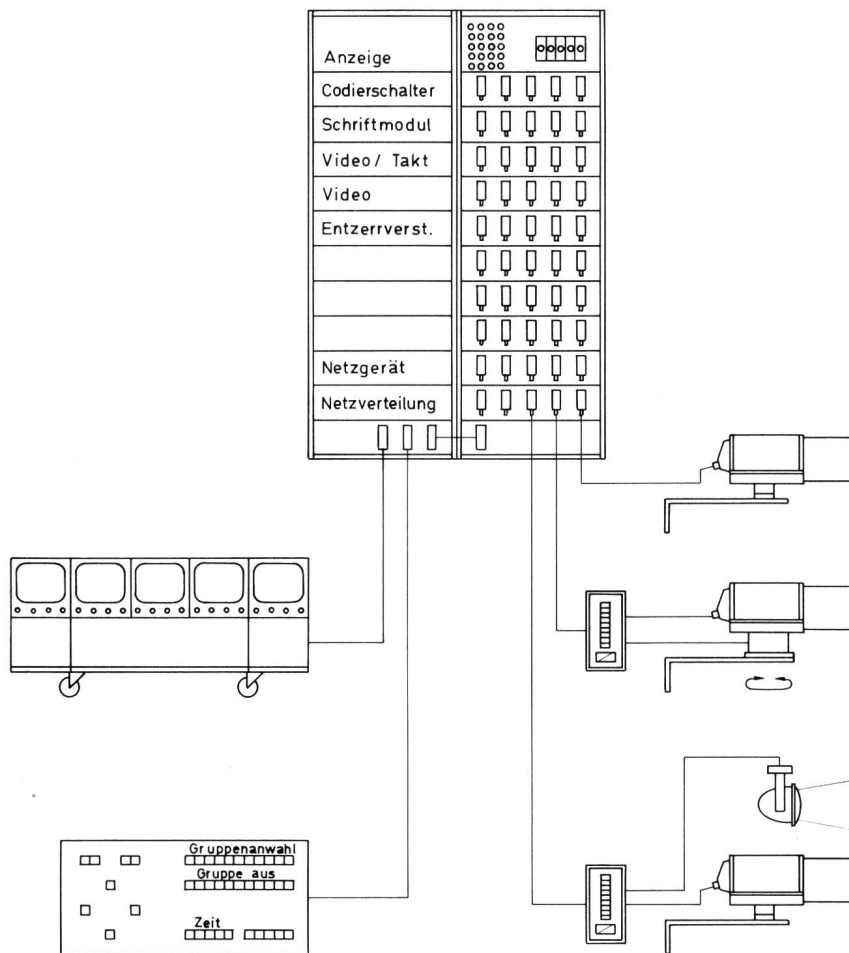 Anzeige
Codierschalter
Schriftmodul
Video / Takt
Video
Entzerrverst.
Netzgerät
Netzverteilung
Gruppenanwahl
Gruppe aus
Zeit